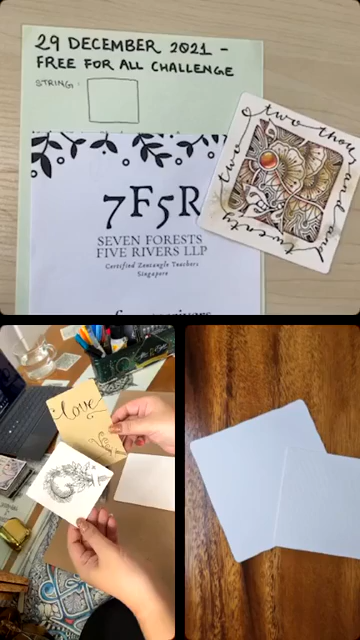 29 DECEMBER 2021 -
FREE FOR ALL CHALLENGE
STRING:
7F5R
SEVEN FORESTS
FIVE RIVERS LLP
Certified Zentangle Teachers
Singapore
two thousand and
twenty
two
love